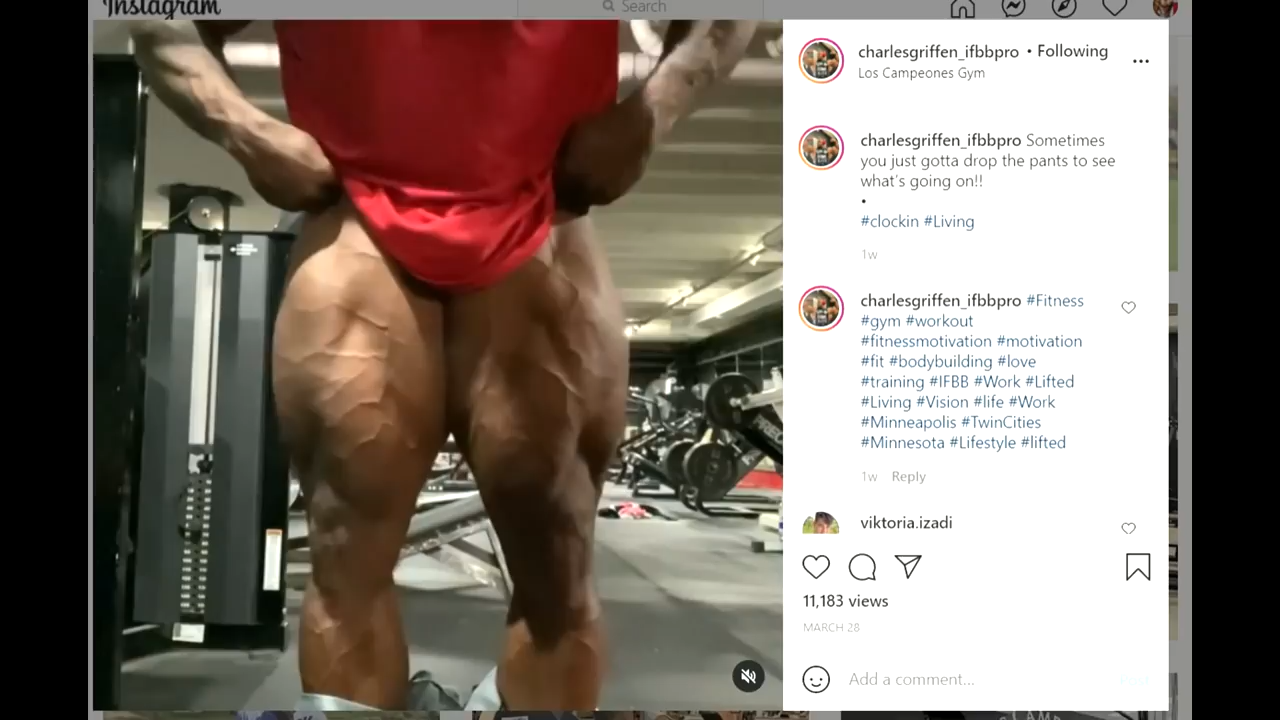 Instagram
Search
charlesgriffen_ifbbpro • Following
Los Campeones Gym
charlesgriffen_ifbbpro Sometimes
you just gotta drop the pants to see
what's going on!!
•
#clockin #Living
1w
charlesgriffen_ifbbpro #Fitness
#gym #workout
#fitnessmotivation #motivation
#fit #bodybuilding #love
#training #IFBB #Work #Lifted
#Living #Vision #life #Work
#Minneapolis #TwinCities
#Minnesota #Lifestyle #lifted
1w Reply
viktoria.izadi
11,183 views
MARCH 28
Add a comment...
Post